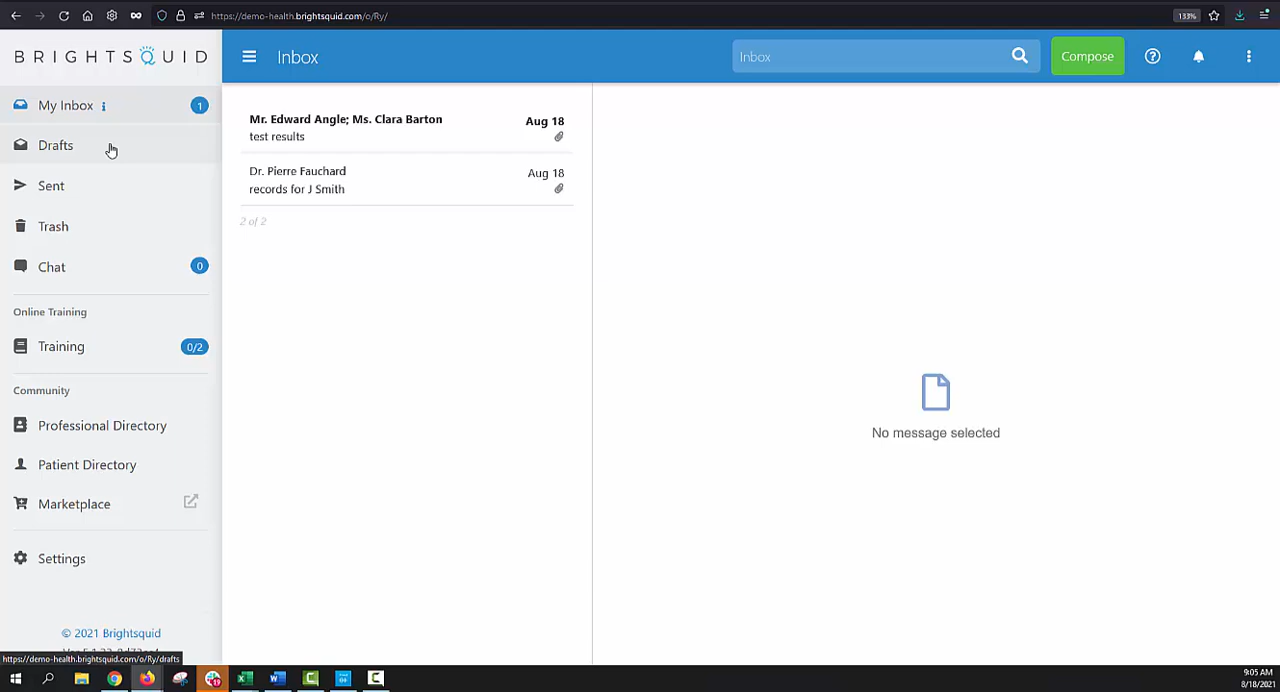 https://demo-health.brightsquid.com/o/Ry/
133%
BRIGHTSQUID
Inbox
Inbox
Compose
My Inbox
1
Drafts
Sent
Trash
Chat
0
Online Training
Training
0/2
Community
Professional Directory
Patient Directory
Marketplace
Settings
© 2021 Brightsquid
https://demo-health.brightsquid.com/o/Ry/drafts
Mr. Edward Angle; Ms. Clara Barton
Aug 18
test results
Dr. Pierre Fauchard
Aug 18
records for J Smith
2 of 2
No message selected
9:05 AM
8/18/2021